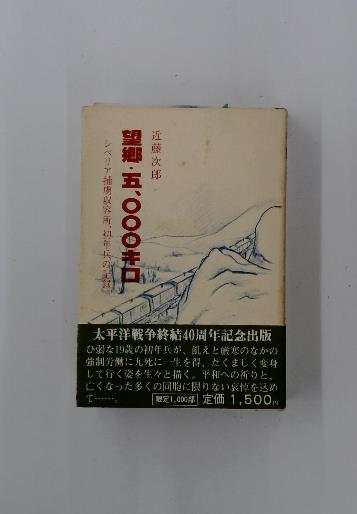 近藤次郎
望郷・五、〇〇〇キロ
シベリア捕虜収容所、初年兵の記録
太平洋戦争終結40周年記念出版
ひ弱な19歳の初年兵が、飢えと厳寒のなかの
強制労働に九死に一生を得、たくましく変身
して行く姿を生々と描く。平和への祈りと、
亡くなった多くの同胞に限りない哀悼を込め
て……。 限定1,000部 定価 1,500円